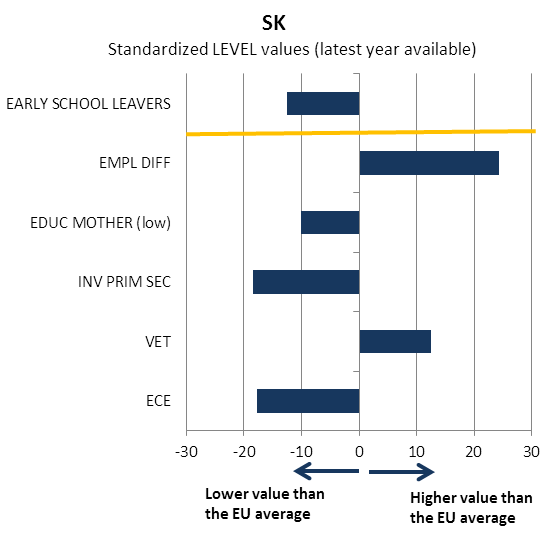 SK
Standardized LEVEL values (latest year available)
EARLY SCHOOL LEAVERS
EMPL DIFF
EDUC MOTHER (low)
INV PRIM SEC
VET
ECE
-30 -20 -10 0 10 20 30
Lower value than
the EU average
Higher value than
the EU average